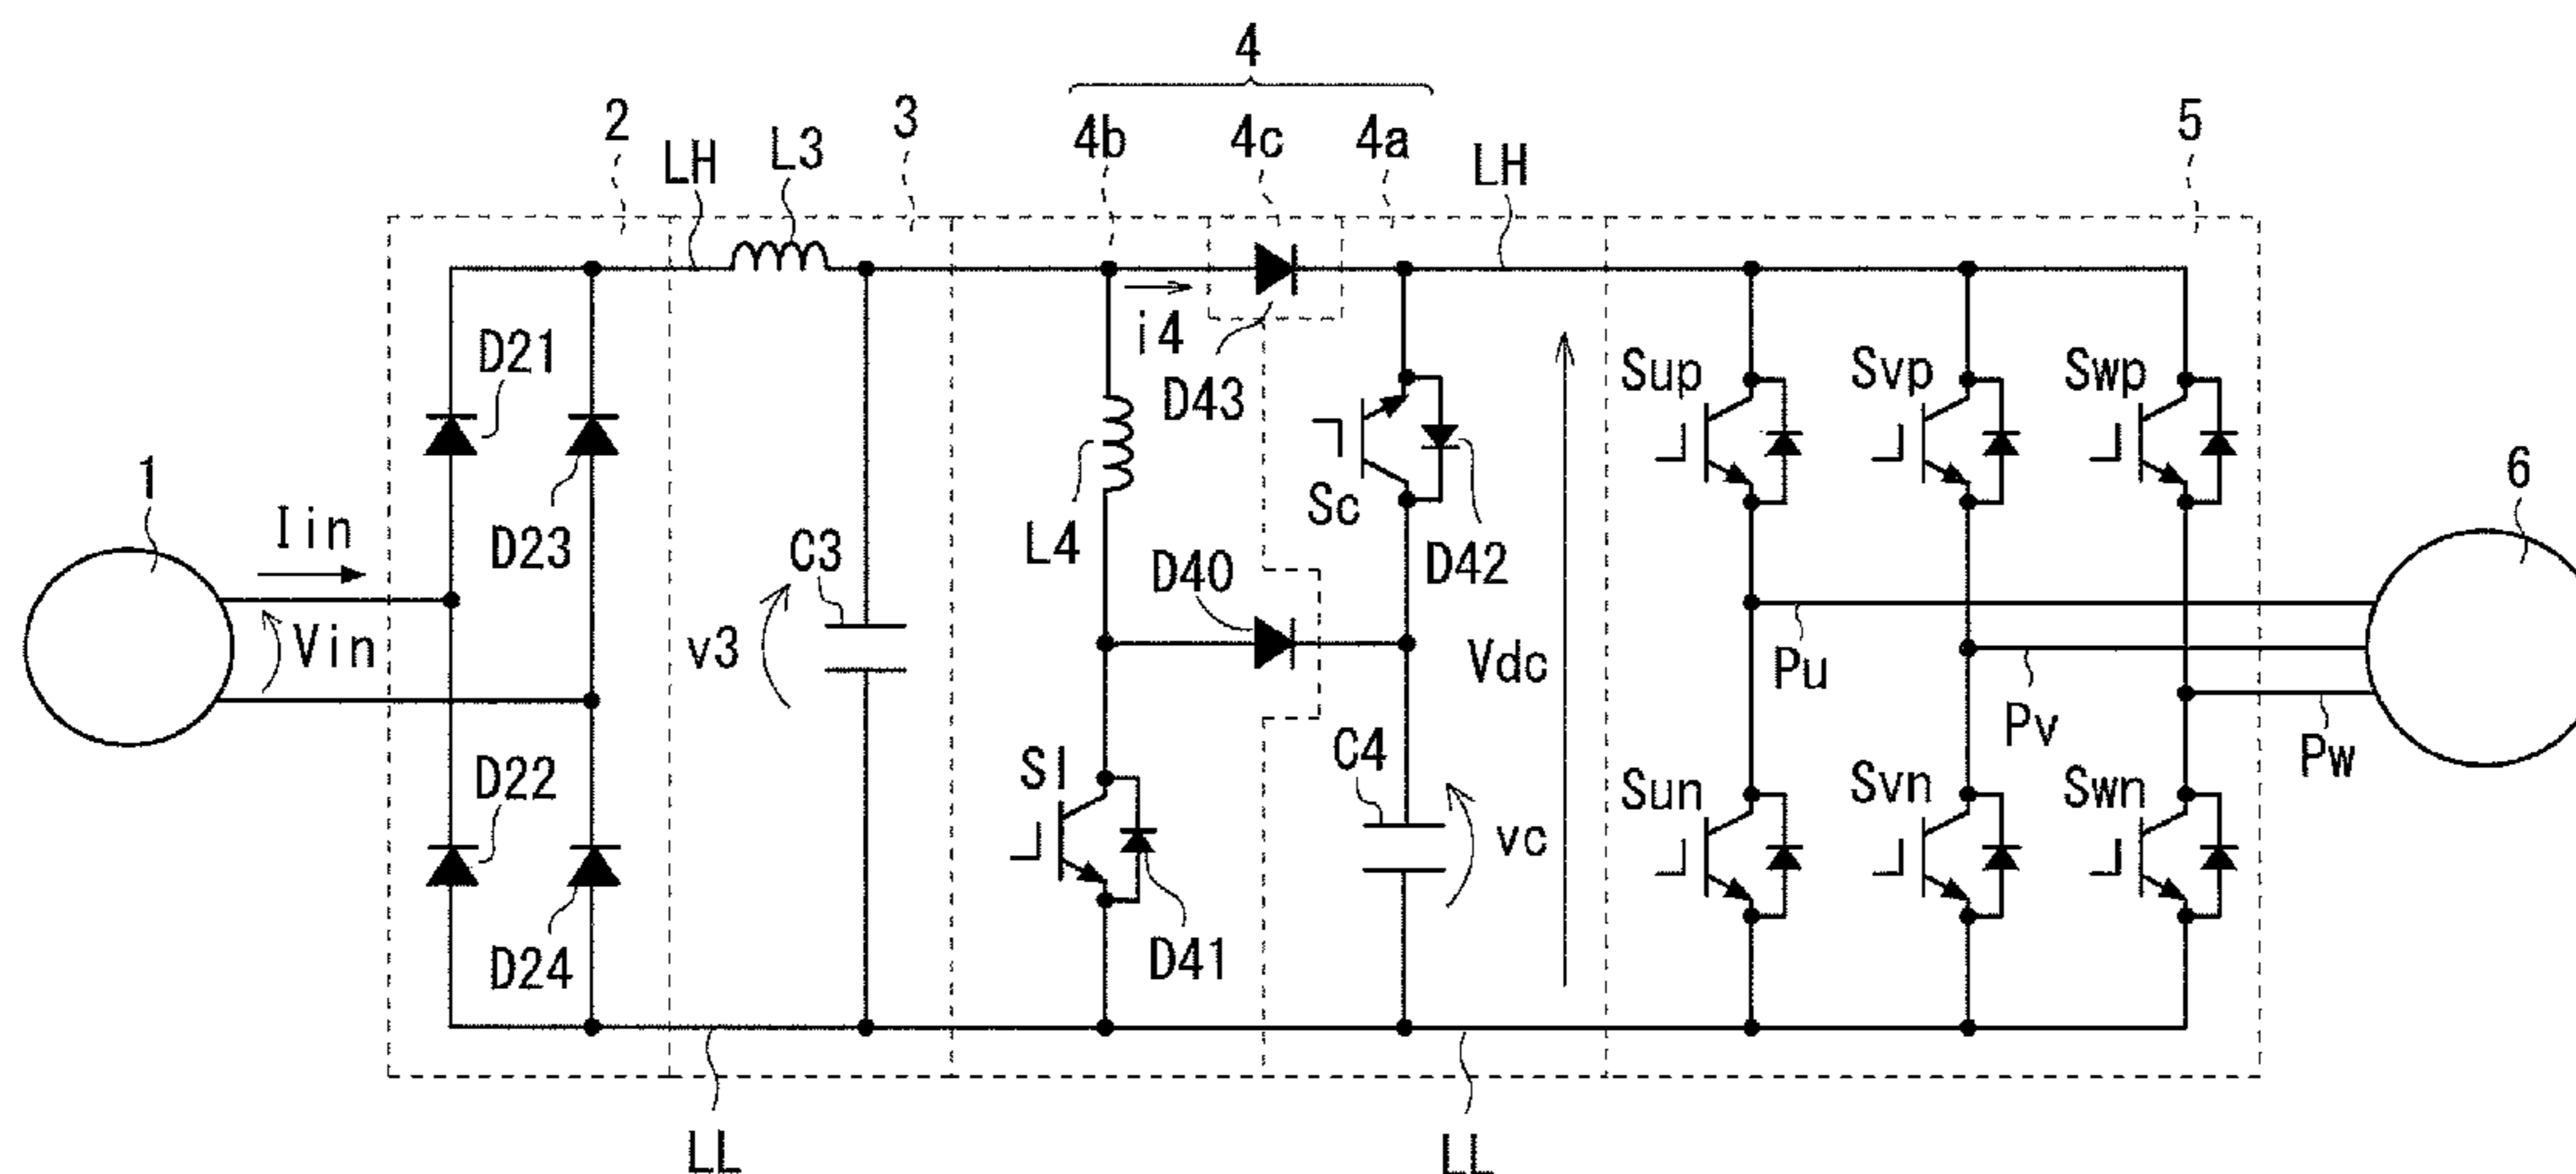 4
2
LH
L3
3
4b
4c
4a
LH
5
i4
D43
D21
D23
Sup
Svp
Swp
1
Iin
Vin
v3
C3
L4
D40
Sc
D42
Vdc
Pu
Pv
Pw
6
D22
D24
Sl
D41
C4
vc
Sun
Svn
Swn
LL
LL